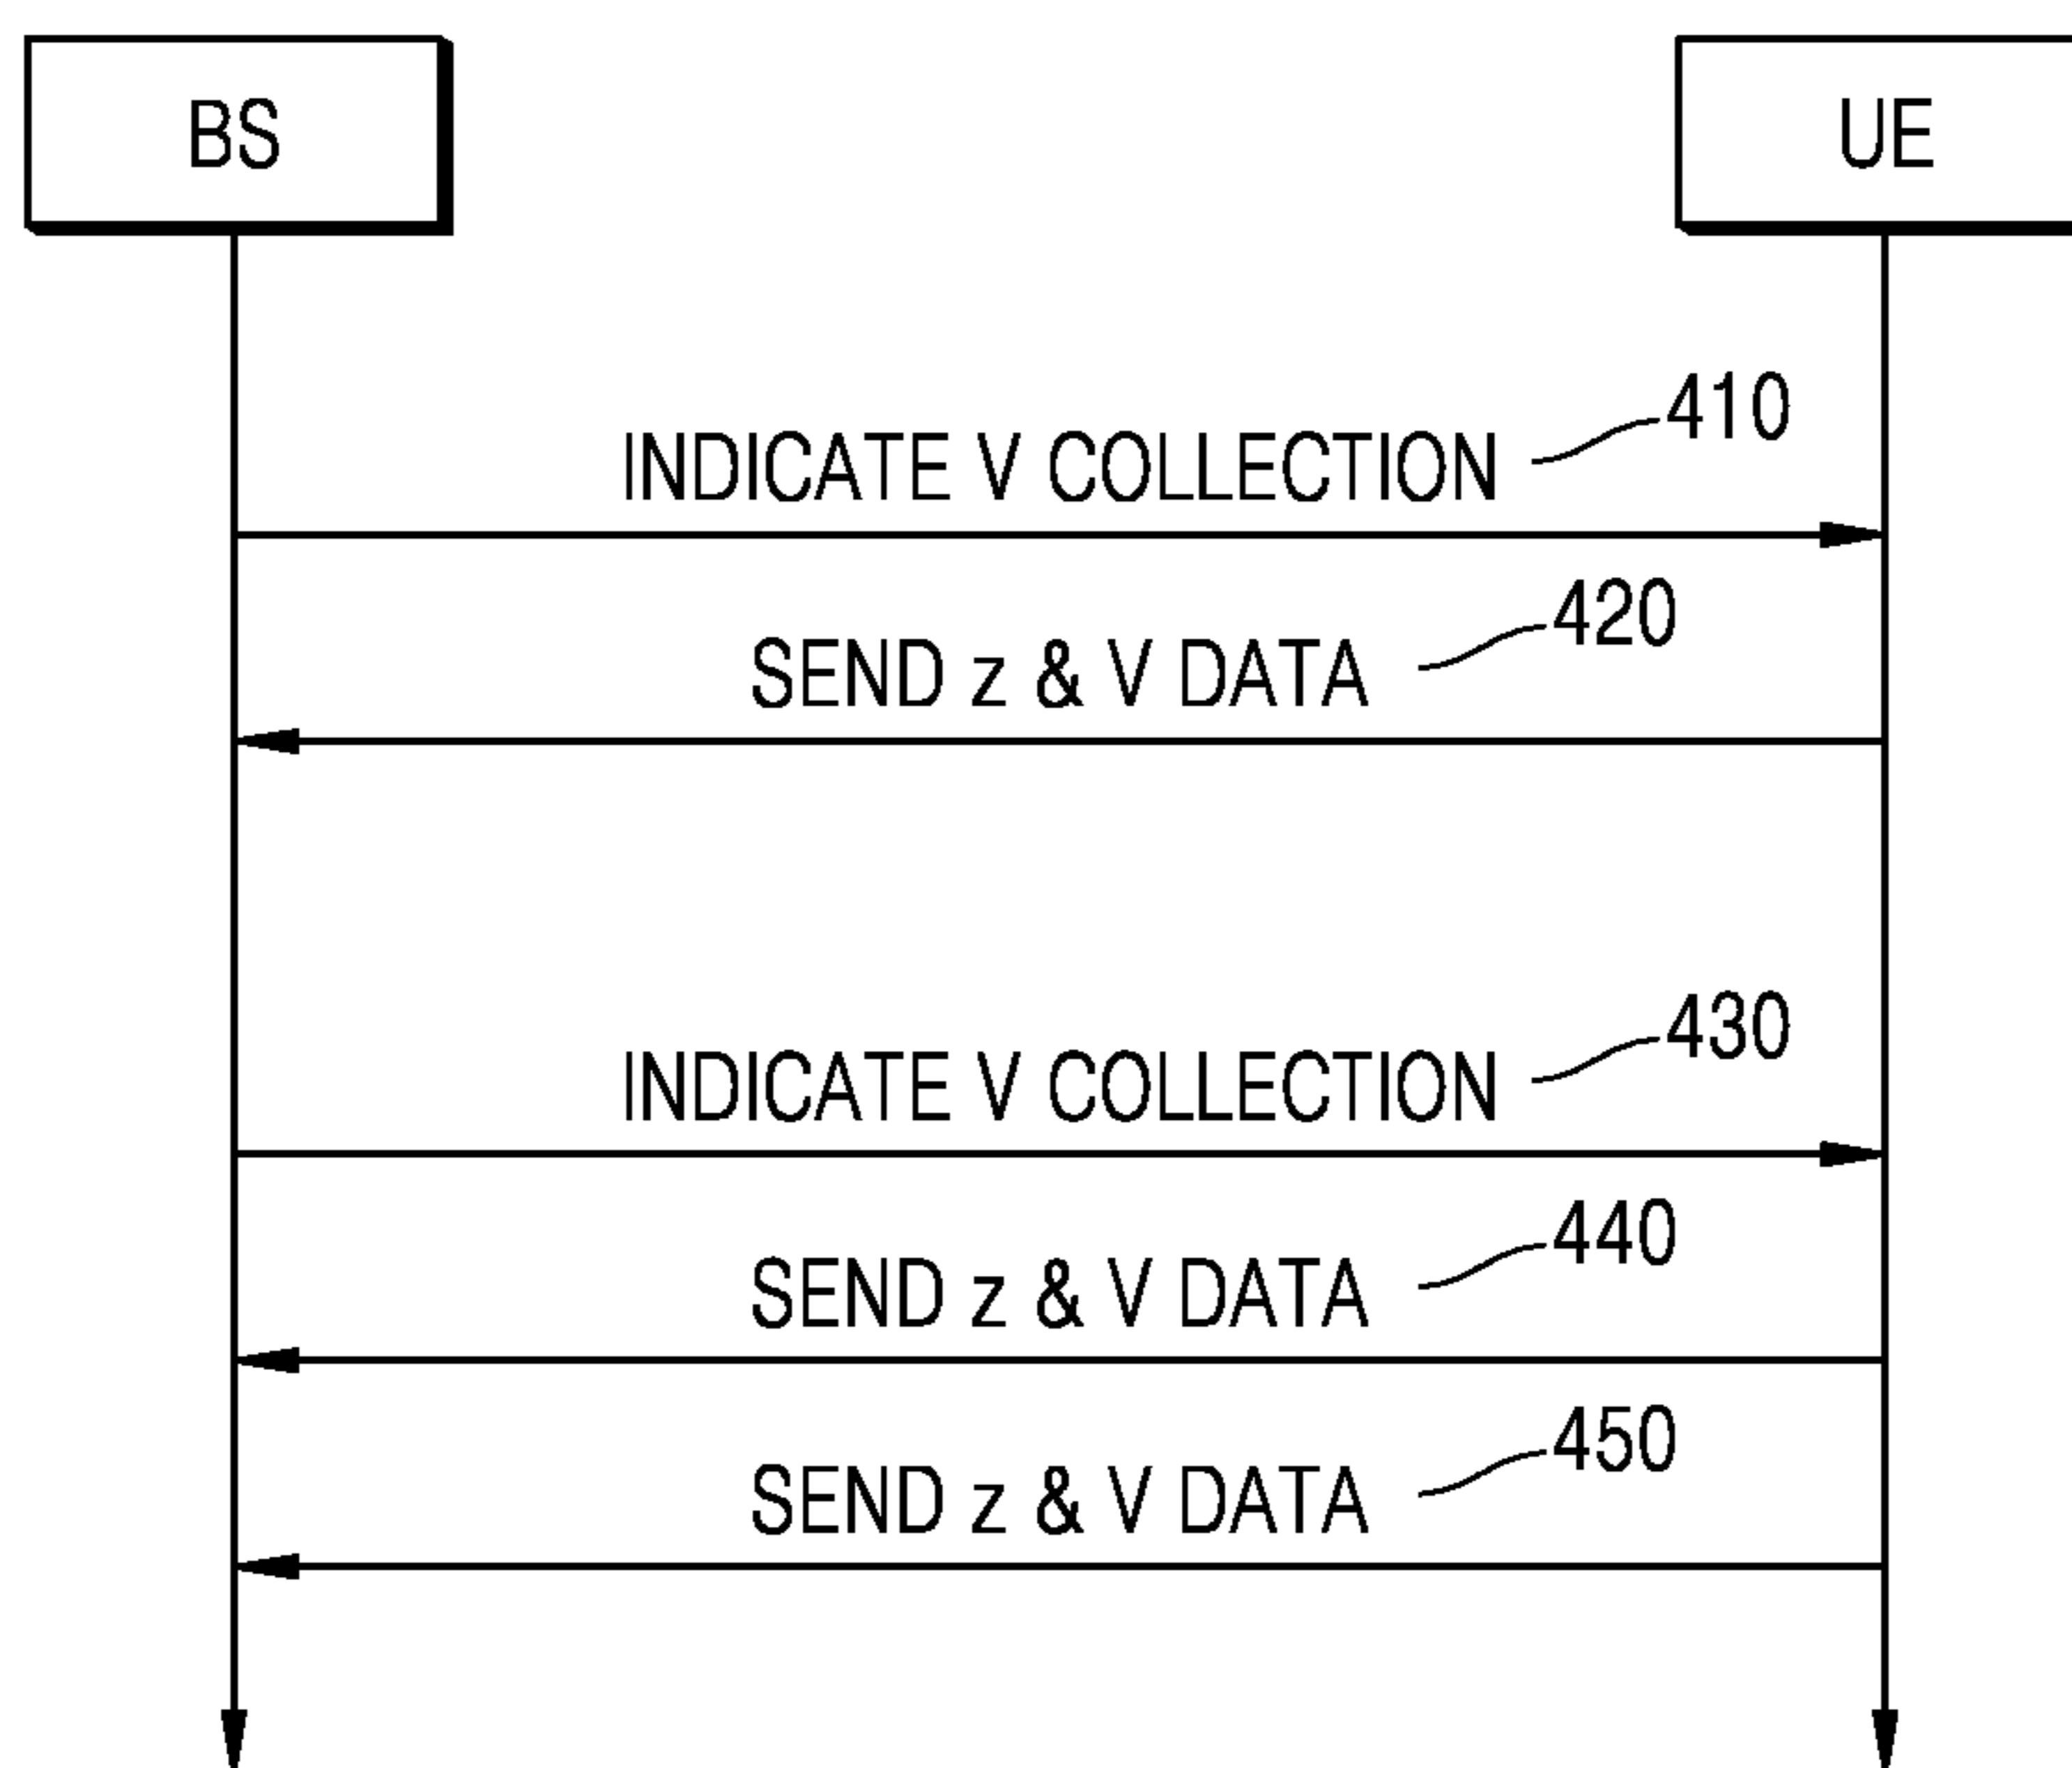 BS
UE
410
INDICATE V COLLECTION
420
SEND z & V DATA
430
INDICATE V COLLECTION
440
SEND z & V DATA
450
SEND z & V DATA